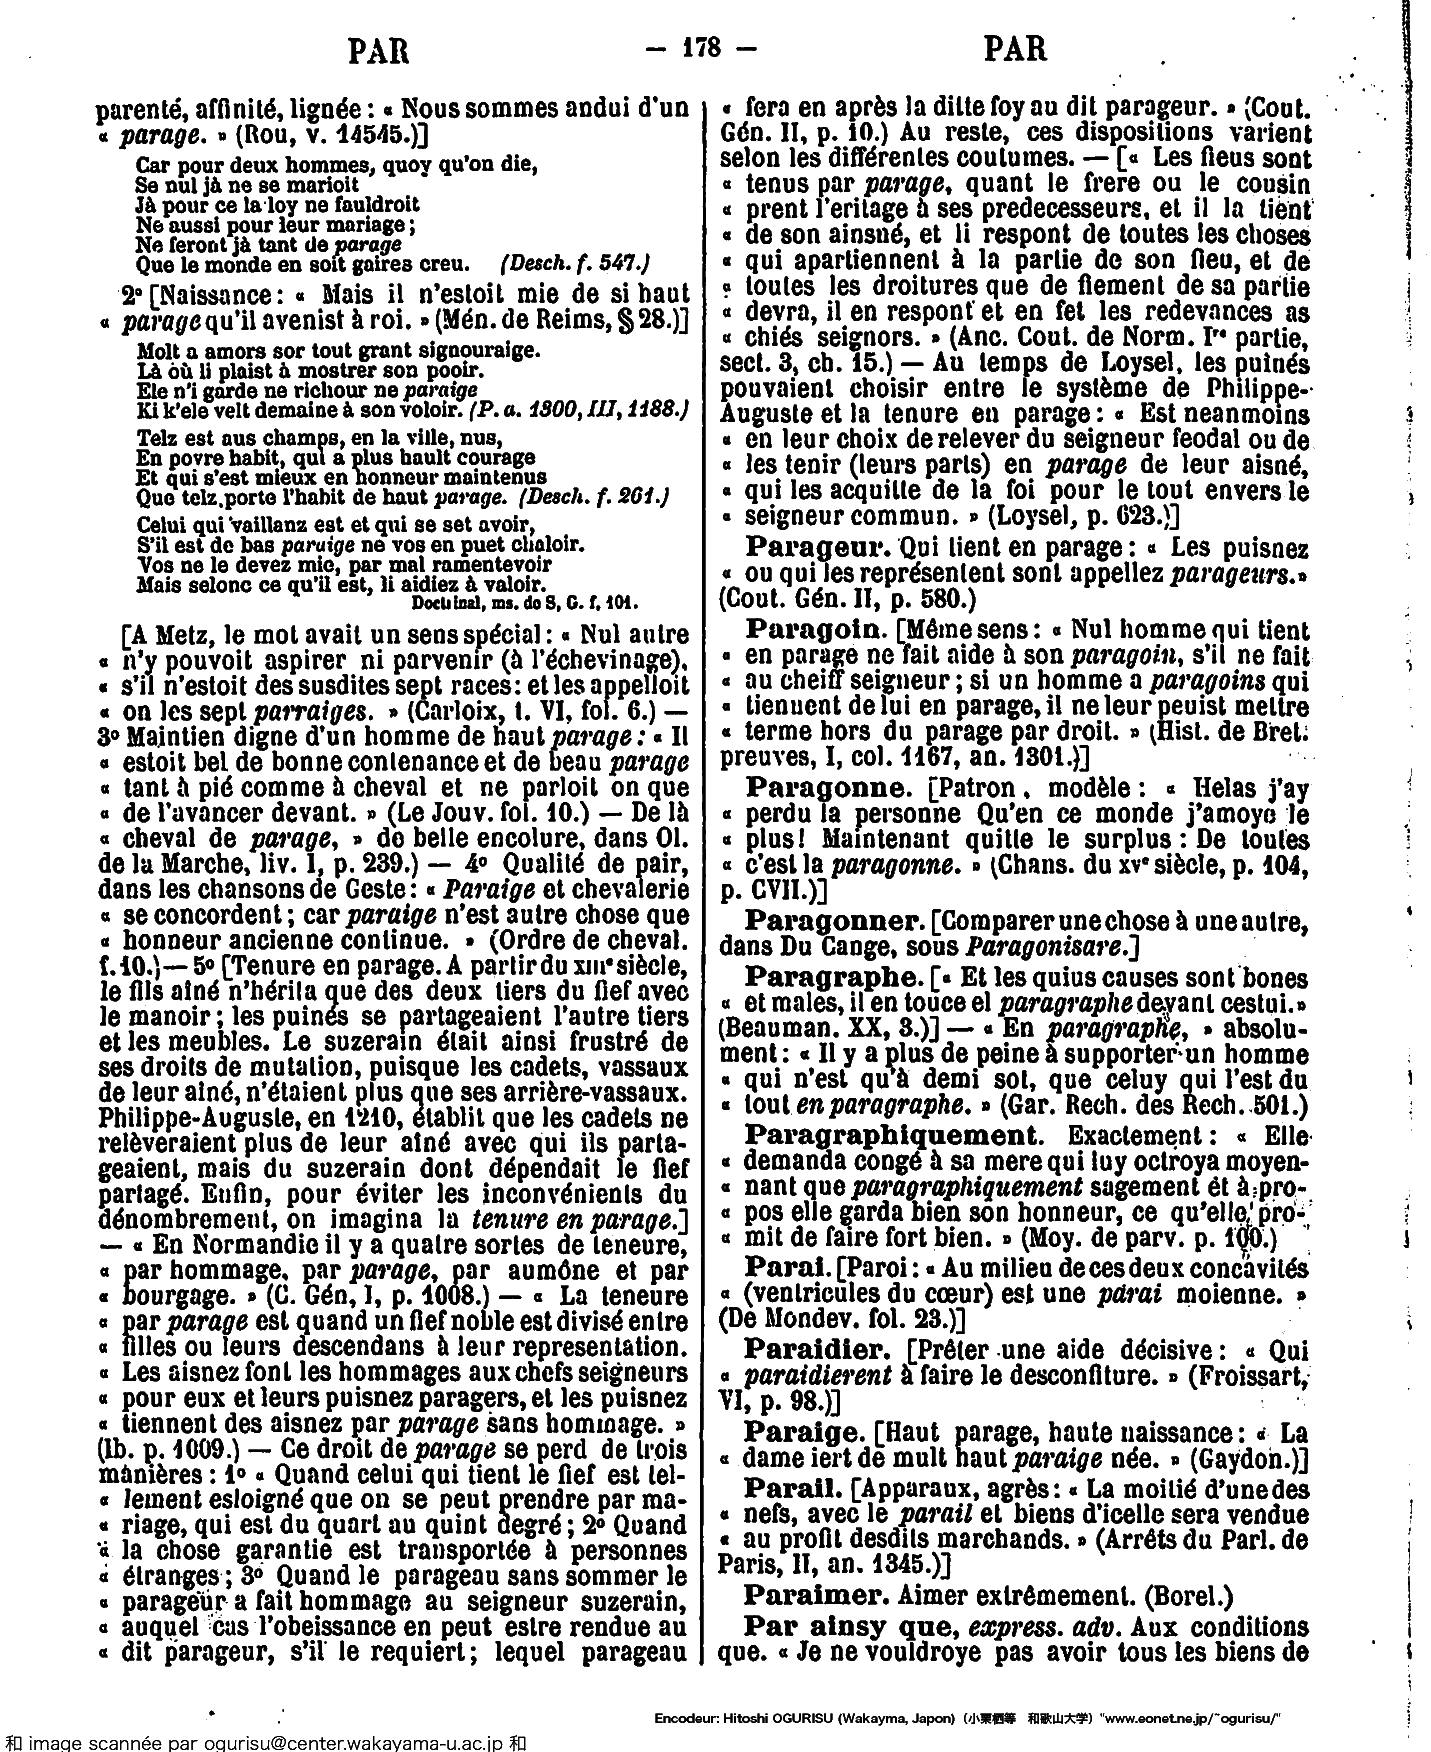 PAR
— 178 —
PAR
parenté, affinité, lignée : « Nous sommes andui d'un
« parage. » (Rou, v. 14545.)]
Car pour deux hommes, quoy qu'on die,
Se nul jà ne se marioit
Jà pour ce la loy ne fauldroit
Ne aussi pour leur mariage ;
Ne feront jà tant de parage
Que le monde en soit gaires creu. (Desch. f. 547.)
2° [Naissance : « Mais il n'estoit mie de si haut
« parage qu'il avenist à roi. » (Mén. de Reims, § 28.)]
Molt a amors sor tout grant signouraige.
Là où li plaist à mostrer son pooir.
Ele n'i garde ne richour ne paraige
Ki k'ele velt demaine à son voloir. (P. a. 1300, III, 1188.)
Telz est aus champs, en la ville, nus,
En povre habit, qui a plus hault courage
Et qui s'est mieux en honneur maintenus
Que telz porte l'habit de haut parage. (Desch. f. 261.)
Celui qui vaillanz est et qui se set avoir,
S'il est de bas paraige ne vos en puet chaloir.
Vos ne le devez mie, par mal ramentevoir
Mais selonc ce qu'il est, li aidiez à valoir.
Doctrinal, ms. de S. G. f. 101.
[A Metz, le mot avait un sens spécial : « Nul autre
« n'y pouvoit aspirer ni parvenir (à l'échevinage),
« s'il n'estoit des susdites sept races : et les appelloit
« on les sept parraiges. » (Carloix, t. VI, fol. 6.) —
3° Maintien digne d'un homme de haut parage : « Il
« estoit bel de bonne contenance et de beau parage
« tant à pié comme à cheval et ne parloit on que
« de l'avancer devant. » (Le Jouv. fol. 10.) — De là
« cheval de parage, » de belle encolure, dans Ol.
de la Marche, liv. I, p. 239.) — 4° Qualité de pair,
dans les chansons de Geste : « Paraige et chevalerie
« se concordent ; car paraige n'est autre chose que
« honneur ancienne continue. » (Ordre de cheval.
f. 10.) — 5° [Tenure en parage. A partir du XIIIe siècle,
le fils aîné n'hérita que des deux tiers du fief avec
le manoir ; les puînés se partageaient l'autre tiers
et les meubles. Le suzerain était ainsi frustré de
ses droits de mutation, puisque les cadets, vassaux
de leur aîné, n'étaient plus que ses arrière-vassaux.
Philippe-Auguste, en 1210, établit que les cadets ne
relèveraient plus de leur aîné avec qui ils parta-
geaient, mais du suzerain dont dépendait le fief
partagé. Enfin, pour éviter les inconvénients du
dénombrement, on imagina la tenure en parage.]
— « En Normandie il y a quatre sortes de teneure,
« par hommage, par parage, par aumône et par
« bourgage. » (C. Gén, I, p. 1008.) — « La teneure
« par parage est quand un fief noble est divisé entre
« filles ou leurs descendans à leur representation.
« Les aisnez font les hommages aux chefs seigneurs
« pour eux et leurs puisnez paragers, et les puisnez
« tiennent des aisnez par parage sans hommage. »
(Ib. p. 1009.) — Ce droit de parage se perd de trois
manières : 1° « Quand celui qui tient le fief est tel-
« lement esloigné que on se peut prendre par ma-
« riage, qui est du quart au quint degré ; 2° Quand
« la chose garantie est transportée à personnes
« étranges ; 3° Quand le parageau sans sommer le
« parageur a fait hommage au seigneur suzerain,
« auquel cas l'obeissance en peut estre rendue au
« dit parageur, s'il le requiert ; lequel parageau
« fera en après la ditte foy au dit parageur. » (Cout.
Gén. II, p. 10.) Au reste, ces dispositions varient
selon les différentes coutumes. — [« Les fieus sont
« tenus par parage, quant le frere ou le cousin
« prent l'eritage à ses predecesseurs, et il la tient
« de son ainsné, et li respont de toutes les choses
« qui apartiennent à la partie de son fieu, et de
« toutes les droitures que de fiement de sa partie
« devra, il en respont et en fet les redevances as
« chiés seignors. » (Anc. Cout. de Norm. Ire partie,
sect. 3, ch. 15.) — Au temps de Loysel, les puînés
pouvaient choisir entre le système de Philippe-
Auguste et la tenure en parage : « Est neanmoins
« en leur choix de relever du seigneur feodal ou de
« les tenir (leurs parts) en parage de leur aisné,
« qui les acquitte de la foi pour le tout envers le
« seigneur commun. » (Loysel, p. 623.)]
Parageur. Qui tient en parage : « Les puisnez
« ou qui les représentent sont appellez parageurs.»
(Cout. Gén. II, p. 580.)
Paragoin. [Même sens : « Nul homme qui tient
« en parage ne fait aide à son paragoin, s'il ne fait
« au cheiff seigneur ; si un homme a paragoins qui
« tiennent de lui en parage, il ne leur peuist mettre
« terme hors du parage par droit. » (Hist. de Bret.
preuves, I, col. 1167, an. 1301.)]
Paragonne. [Patron, modèle : « Helas j'ay
« perdu la personne Qu'en ce monde j'amoye le
« plus! Maintenant quitte le surplus : De toutes
« c'est la paragonne. » (Chans. du XVe siècle, p. 104,
p. CVII.)]
Paragonner. [Comparer une chose à une autre,
dans Du Cange, sous Paragonisare.]
Paragraphe. [« Et les quius causes sont bones
« et males, il en touce el paragraphe devant cestui.»
(Beauman. XX, 3.)] — « En paragraphe, » absolu-
ment : « Il y a plus de peine à supporter un homme
« qui n'est qu'à demi sot, que celuy qui l'est du
« tout en paragraphe. » (Gar. Rech. des Rech. 501.)
Paragraphiquement. Exactement : « Elle
« demanda congé à sa mere qui luy octroya moyen-
« nant que paragraphiquement sagement et à pro-
« pos elle garda bien son honneur, ce qu'elle pro-
« mit de faire fort bien. » (Moy. de parv. p. 100.)
Parai. [Paroi : « Au milieu de ces deux concavités
« (ventricules du cœur) est une parai moienne. »
(De Mondev. fol. 23.)]
Paraidier. [Prêter une aide décisive : « Qui
« paraidierent à faire le desconfiture. » (Froissart,
VI, p. 98.)]
Paraige. [Haut parage, haute naissance : « La
« dame iert de mult haut paraige née. » (Gaydon.)]
Parail. [Apparaux, agrès : « La moitié d'une des
« nefs, avec le parail et biens d'icelle sera vendue
« au profit desdits marchands. » (Arrêts du Parl. de
Paris, II, an. 1345.)]
Paraimer. Aimer extrêmement. (Borel.)
Par ainsy que, express. adv. Aux conditions
que. « Je ne vouldroye pas avoir tous les biens de
Encodeur: Hitoshi OGURISU (Wakayma, Japon) (小栗栖等 和歌山大学) "www.eonet.ne.jp/~ogurisu/"
和 image scannée par ogurisu@center.wakayama-u.ac.jp 和